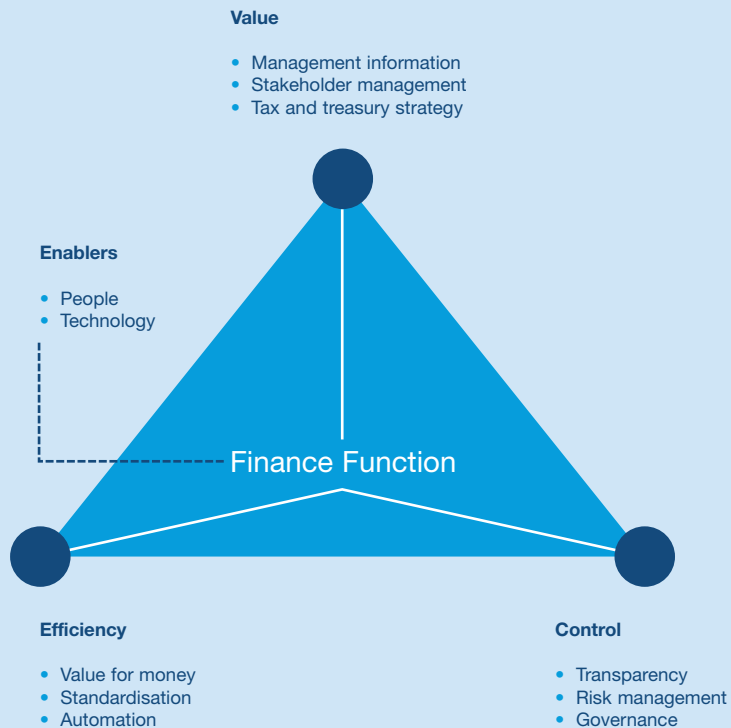 Value
• Management information
• Stakeholder management
• Tax and treasury strategy
Enablers
• People
• Technology
Finance Function
Efficiency
• Value for money
• Standardisation
• Automation
Control
• Transparency
• Risk management
• Governance